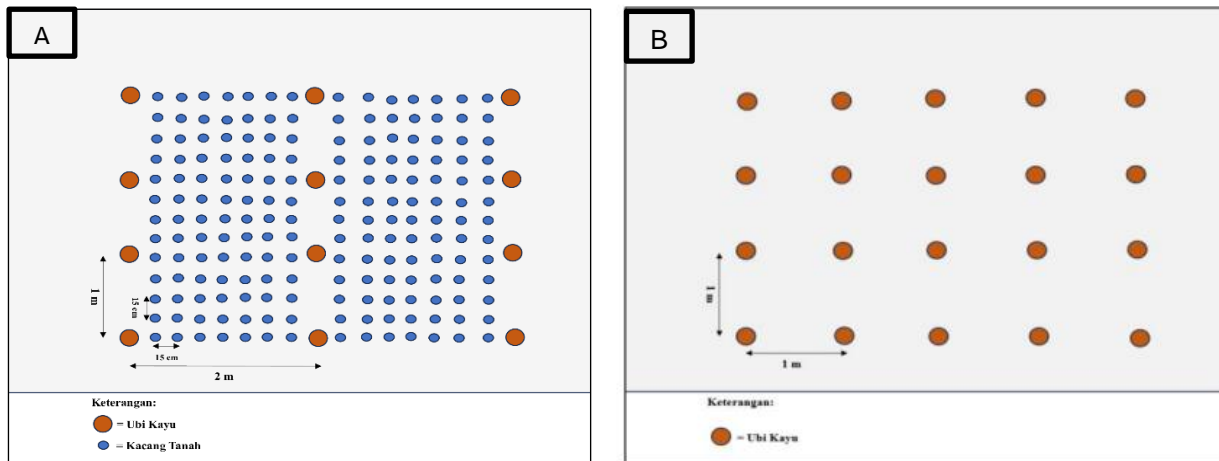 A
1 m
15 cm
15 cm
2 m
Keterangan:
= Ubi Kayu
= Kacang Tanah
B
1 m
1 m
Keterangan:
= Ubi Kayu